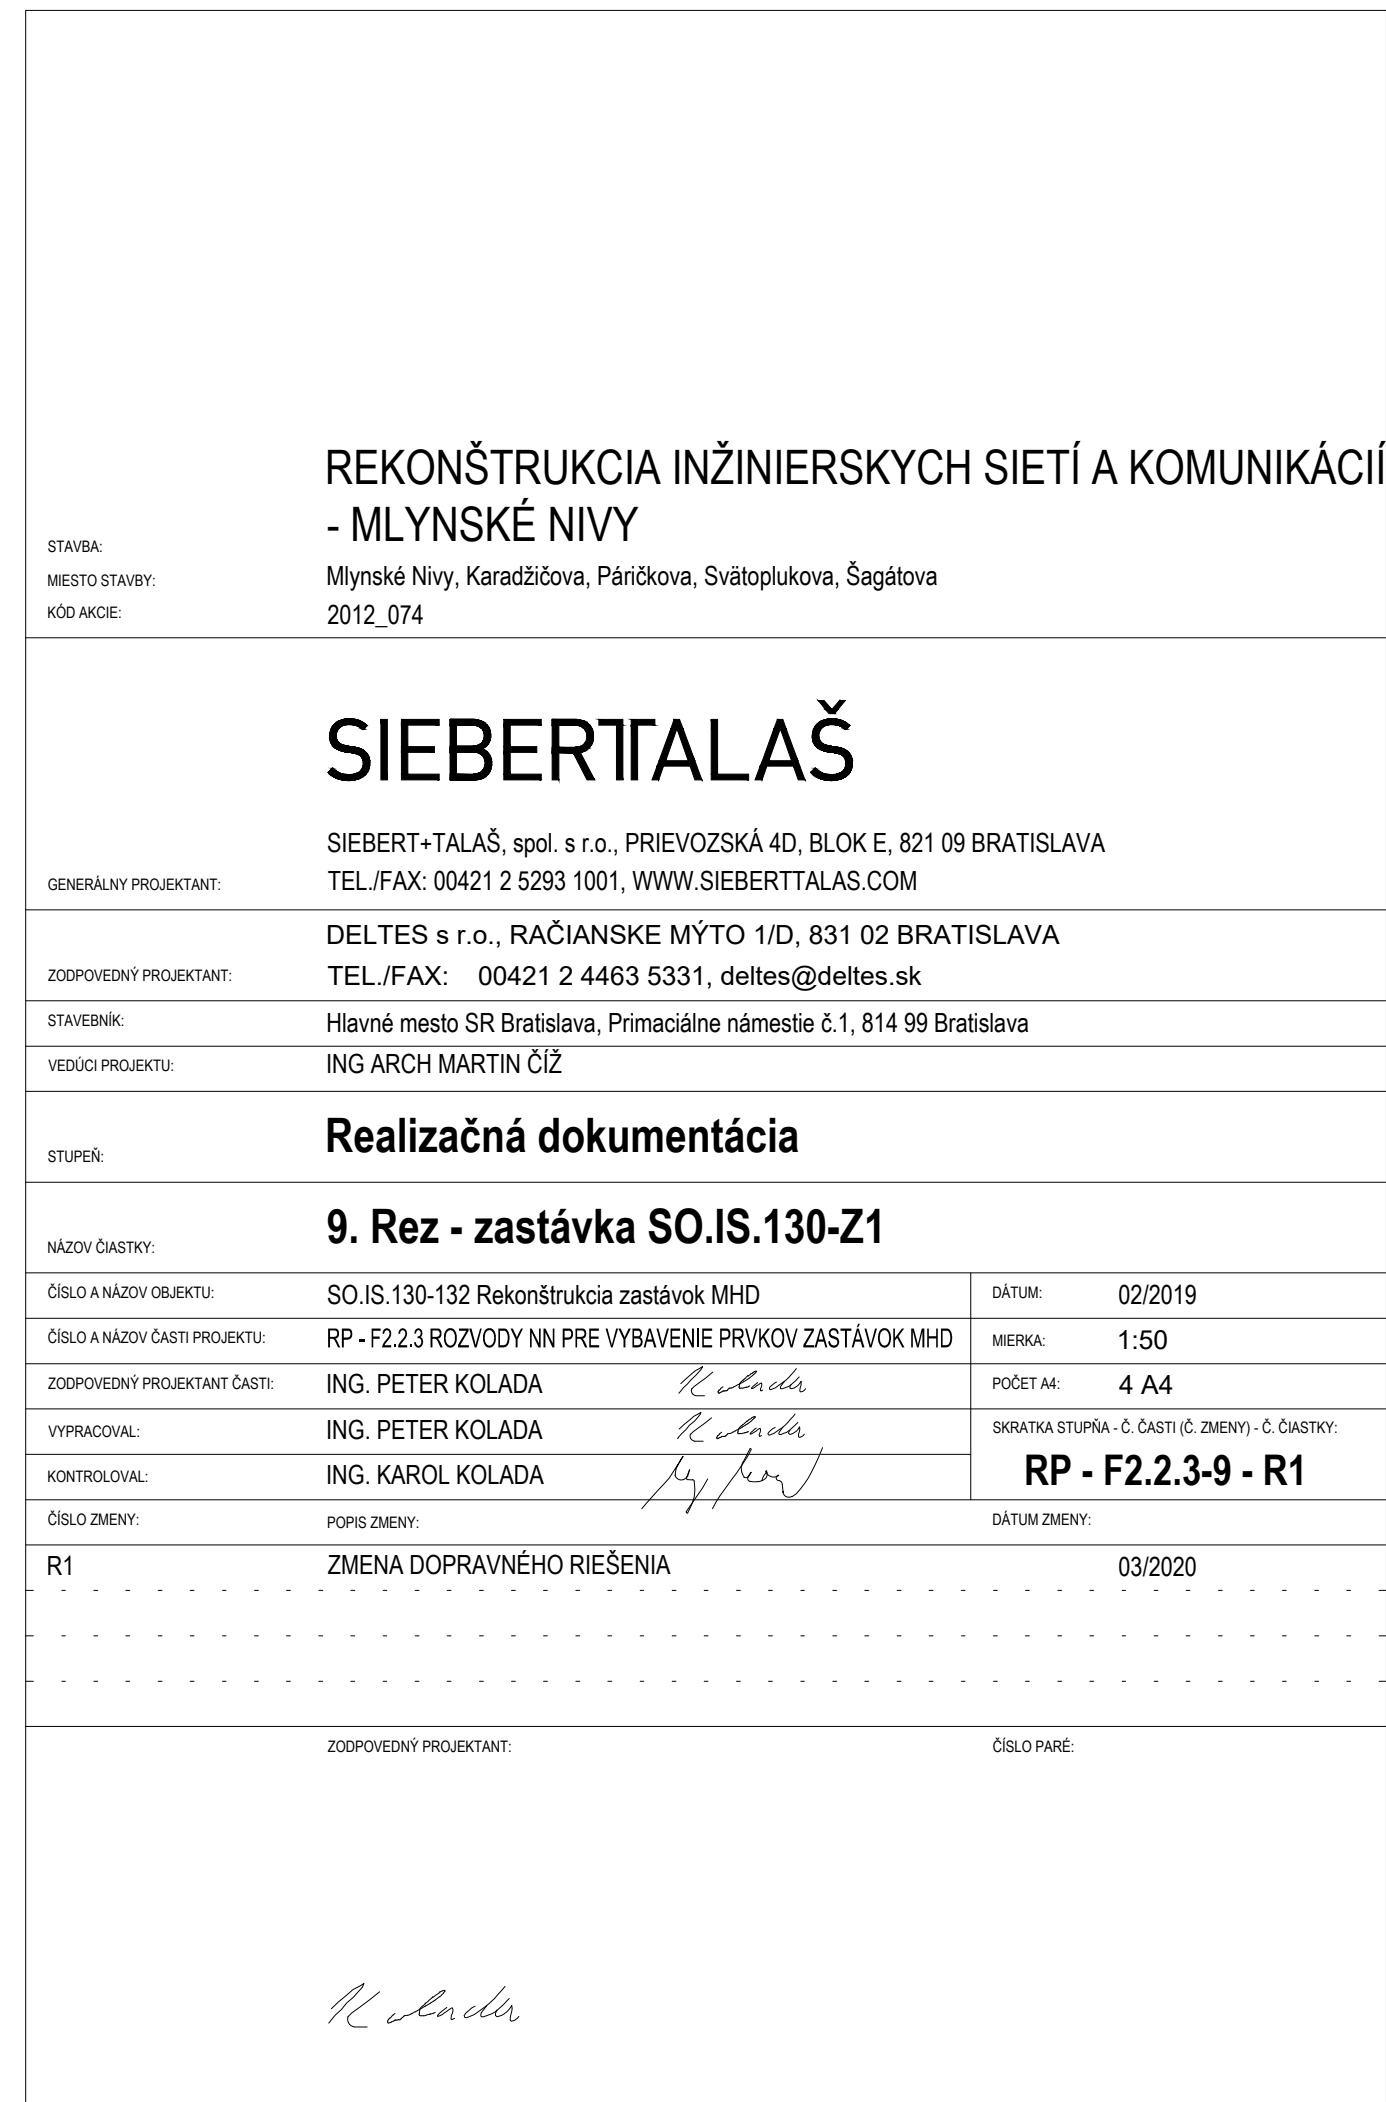 REKONŠTRUKCIA INŽINIERSKYCH SIETÍ A KOMUNIKÁCIÍ
- MLYNSKÉ NIVY
STAVBA:
MIESTO STAVBY: Mlynské Nivy, Karadžičova, Páričkova, Svätoplukova, Šagátova
KÓD AKCIE: 2012_074
SIEBERTTALAŠ
SIEBERT+TALAŠ, spol. s r.o., PRIEVOZSKÁ 4D, BLOK E, 821 09 BRATISLAVA
GENERÁLNY PROJEKTANT: TEL./FAX: 00421 2 5293 1001, WWW.SIEBERTTALAS.COM
DELTES s r.o., RAČIANSKE MÝTO 1/D, 831 02 BRATISLAVA
ZODPOVEDNÝ PROJEKTANT: TEL./FAX: 00421 2 4463 5331, deltes@deltes.sk
STAVEBNÍK: Hlavné mesto SR Bratislava, Primaciálne námestie č.1, 814 99 Bratislava
VEDÚCI PROJEKTU: ING ARCH MARTIN ČÍŽ
STUPEŇ: Realizačná dokumentácia
NÁZOV ČIASTKY: 9. Rez - zastávka SO.IS.130-Z1
ČÍSLO A NÁZOV OBJEKTU: SO.IS.130-132 Rekonštrukcia zastávok MHD DÁTUM: 02/2019
ČÍSLO A NÁZOV ČASTI PROJEKTU: RP - F2.2.3 ROZVODY NN PRE VYBAVENIE PRVKOV ZASTÁVOK MHD MIERKA: 1:50
ZODPOVEDNÝ PROJEKTANT ČASTI: ING. PETER KOLADA POČET A4: 4 A4
VYPRACOVAL: ING. PETER KOLADA SKRATKA STUPŇA - Č. ČASTI (Č. ZMENY) - Č. ČIASTKY:
KONTROLOVAL: ING. KAROL KOLADA RP - F2.2.3-9 - R1
ČÍSLO ZMENY: POPIS ZMENY: DÁTUM ZMENY:
R1 ZMENA DOPRAVNÉHO RIEŠENIA 03/2020
ZODPOVEDNÝ PROJEKTANT: ČÍSLO PARÉ: